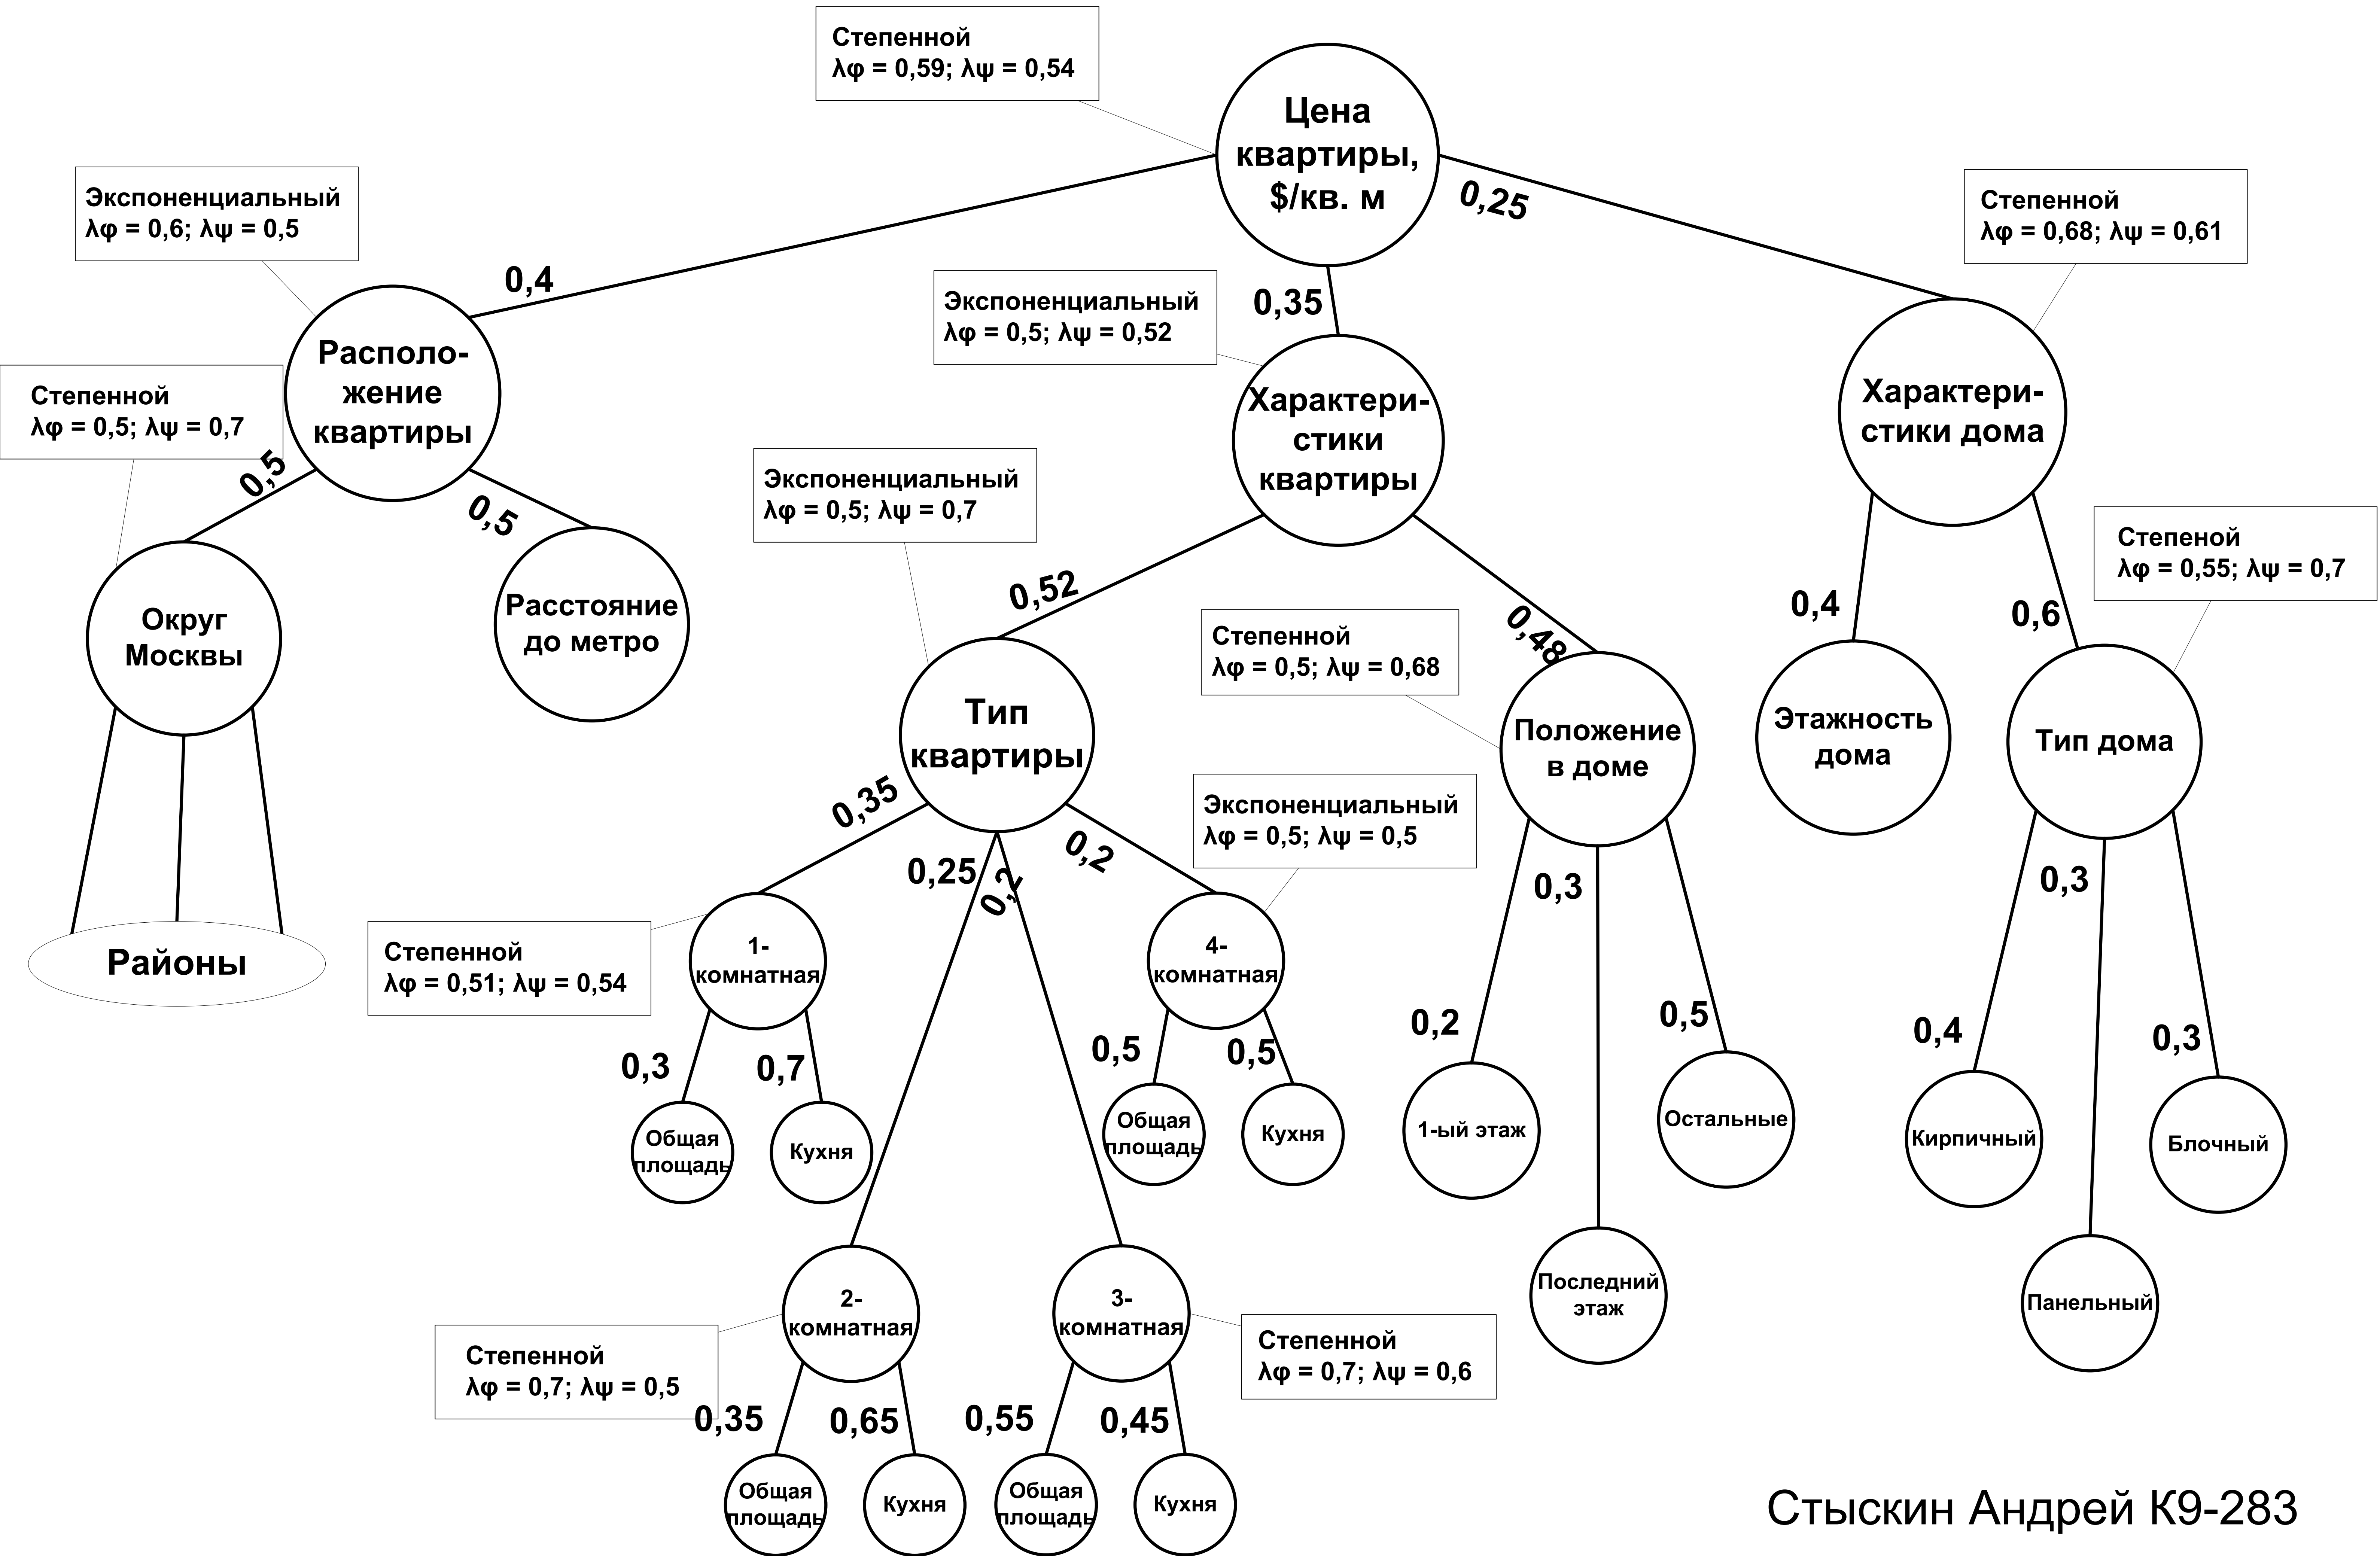 Степенной
λφ = 0,59; λψ = 0,54
Цена
квартиры,
$/кв. м
0,4
0,35
0,25
Экспоненциальный
λφ = 0,6; λψ = 0,5
Располо-
жение
квартиры
Экспоненциальный
λφ = 0,5; λψ = 0,52
Характери-
стики
квартиры
Степенной
λφ = 0,68; λψ = 0,61
Характери-
стики дома
Степенной
λφ = 0,5; λψ = 0,7
0,5
0,5
Округ
Москвы
Расстояние
до метро
Районы
Экспоненциальный
λφ = 0,5; λψ = 0,7
0,52
0,48
Тип
квартиры
Степенной
λφ = 0,5; λψ = 0,68
Положение
в доме
0,4
0,6
Этажность
дома
Степеной
λφ = 0,55; λψ = 0,7
Тип дома
0,35
0,25
0,2
0,2
Степенной
λφ = 0,51; λψ = 0,54
1-
комнатная
0,3
0,7
Общая
площадь
Кухня
Экспоненциальный
λφ = 0,5; λψ = 0,5
4-
комнатная
0,5
0,5
Общая
площадь
Кухня
0,2
0,3
0,5
1-ый этаж
Последний
этаж
Остальные
0,4
0,3
0,3
Кирпичный
Панельный
Блочный
Степенной
λφ = 0,7; λψ = 0,5
2-
комнатная
0,35
0,65
Общая
площадь
Кухня
Степенной
λφ = 0,7; λψ = 0,6
3-
комнатная
0,55
0,45
Общая
площадь
Кухня
Стыскин Андрей К9-283